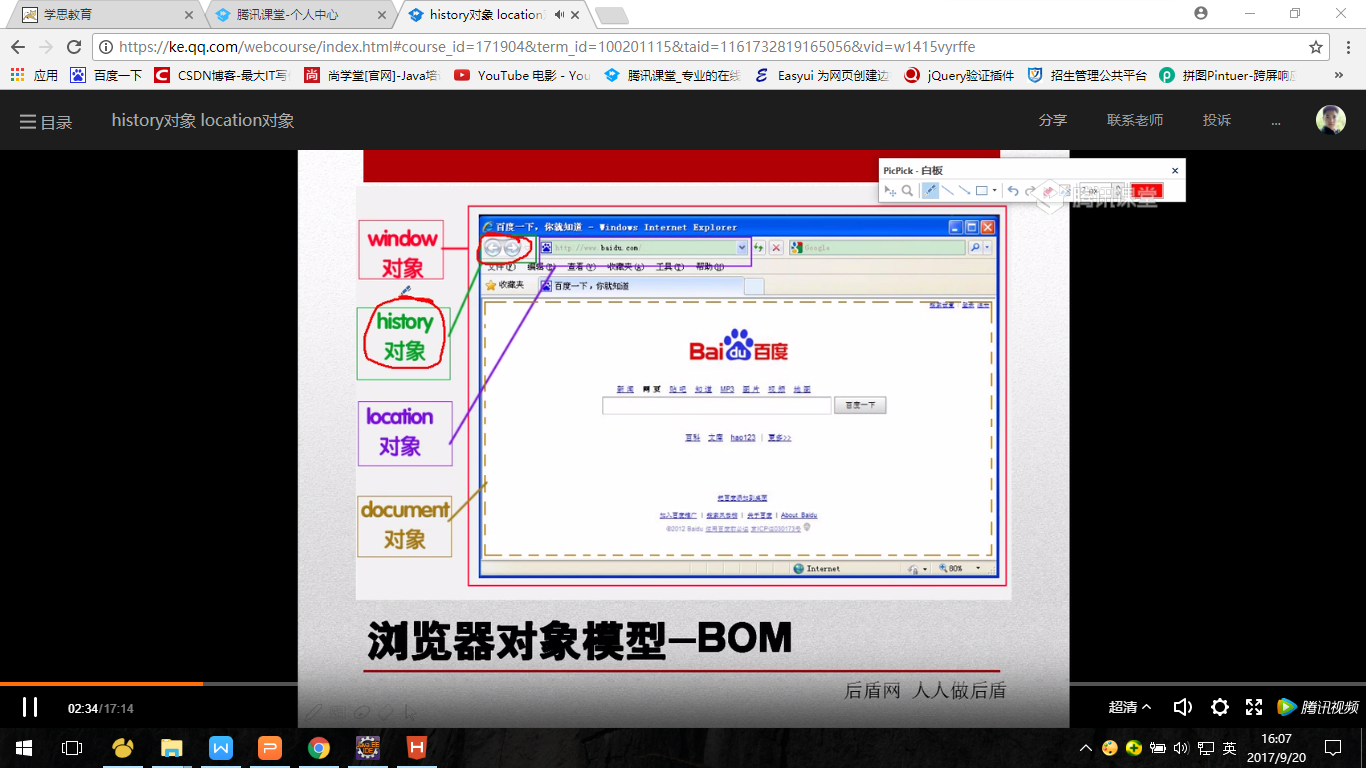 学思教育
腾讯课堂-个人中心
history对象 location
https://ke.qq.com/webcourse/index.html#course_id=171904&term_id=100201115&taid=1161732819165056&vid=w1415vyrffe
应用
百度一下
CSDN博客-最大IT写
尚学堂[官网]-Java培
YouTube 电影 - You
腾讯课堂_专业的在线
Easyui 为网页创建边
jQuery验证插件
招生管理公共平台
拼图Pintuer-跨屏响
目录
history对象 location对象
分享
联系老师
投诉
...
PicPick - 白板
腾讯课堂
window
对象
history
对象
location
对象
document
对象
百度一下，你就知道 - Windows Internet Explorer
http://www.baidu.com/
Google
文件(F) 编辑(E) 查看(V) 收藏夹(A) 工具(T) 帮助(H)
收藏夹
百度一下，你就知道
Bai du 百度
新闻 网页 贴吧 知道 MP3 图片 视频 地图
百度一下
百科 文库 hao123 | 更多>>
把百度添加到桌面
加入百度推广 | 搜索风云榜 | 关于百度 | About Baidu
©2012 Baidu 使用百度前必读 京ICP证030173号
Internet
80%
浏览器对象模型-BOM
后盾网 人人做后盾
02:34/17:14
超清
腾讯视频
英
16:07
2017/9/20